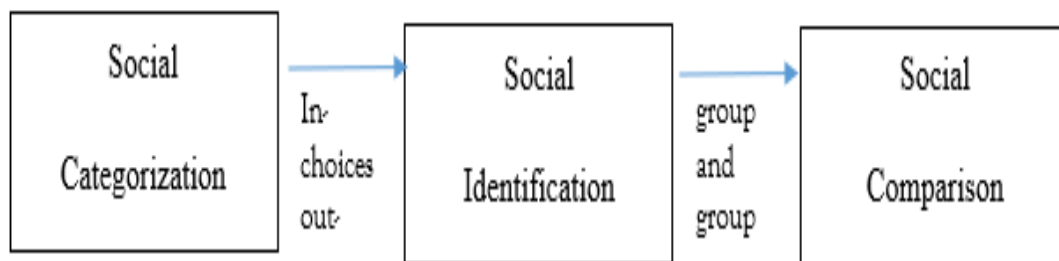 Social
Categorization
In-
choices
out-
Social
Identification
group
and
group
Social
Comparison